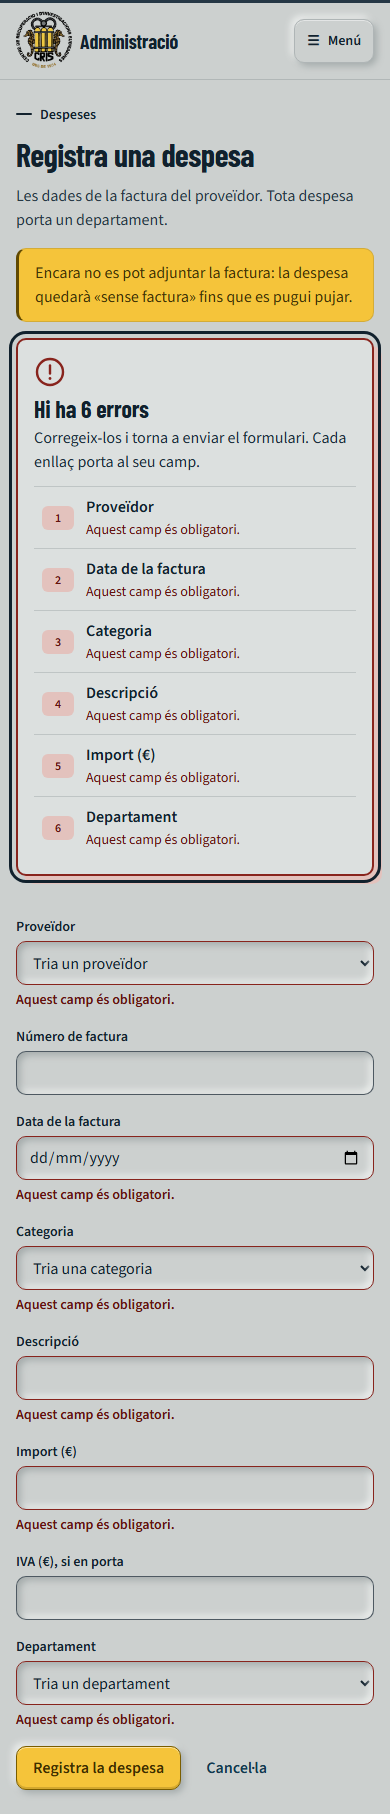 CRIS
Administració
☰ Menú
— Despeses
Registra una despesa
Les dades de la factura del proveïdor. Tota despesa
porta un departament.
Encara no es pot adjuntar la factura: la despesa
quedarà «sense factura» fins que es pugui pujar.
Hi ha 6 errors
Corregeix-los i torna a enviar el formulari. Cada
enllaç porta al seu camp.
1 Proveïdor
Aquest camp és obligatori.
2 Data de la factura
Aquest camp és obligatori.
3 Categoria
Aquest camp és obligatori.
4 Descripció
Aquest camp és obligatori.
5 Import (€)
Aquest camp és obligatori.
6 Departament
Aquest camp és obligatori.
Proveïdor
Tria un proveïdor
Aquest camp és obligatori.
Número de factura
Data de la factura
dd/mm/yyyy
Aquest camp és obligatori.
Categoria
Tria una categoria
Aquest camp és obligatori.
Descripció
Aquest camp és obligatori.
Import (€)
Aquest camp és obligatori.
IVA (€), si en porta
Departament
Tria un departament
Aquest camp és obligatori.
Registra la despesa
Cancel·la